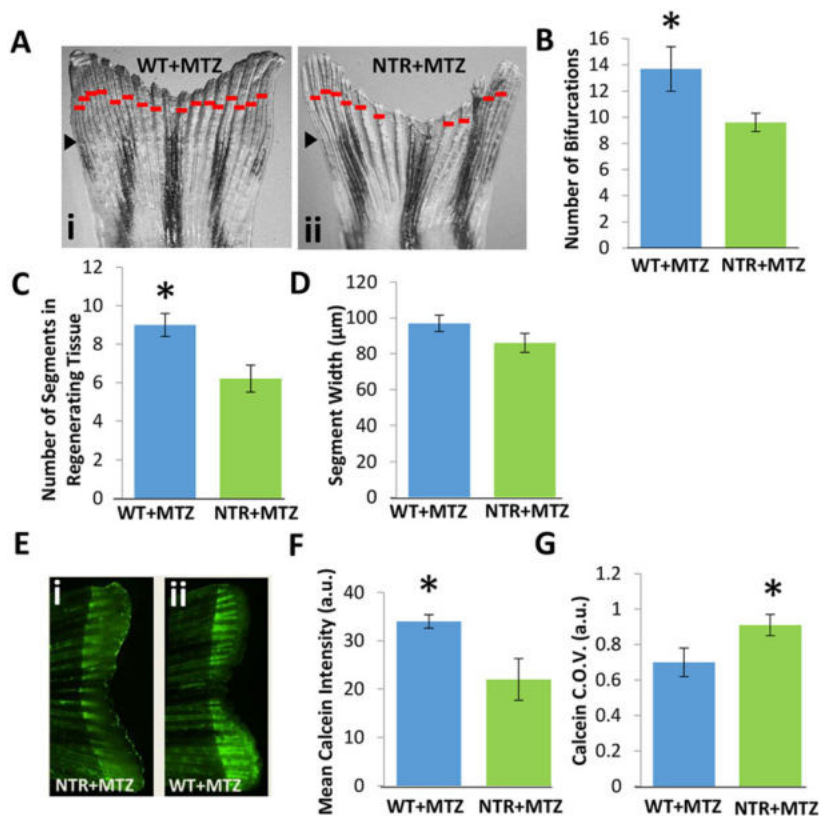 A
WT+MTZ
i
NTR+MTZ
ii
B
Number of Bifurcations
16
14
12
10
8
6
4
2
0
*
WT+MTZ
NTR+MTZ
C
Number of Segments in
Regenerating Tissue
12
10
8
6
4
2
0
*
WT+MTZ
NTR+MTZ
D
Segment Width (µm)
120
100
80
60
40
20
0
WT+MTZ
NTR+MTZ
E
i
NTR+MTZ
ii
WT+MTZ
F
Mean Calcein Intensity (a.u.)
40
30
20
10
0
*
WT+MTZ
NTR+MTZ
G
Calcein C.O.V. (a.u.)
1.2
1
0.8
0.6
0.4
0.2
0
*
WT+MTZ
NTR+MTZ